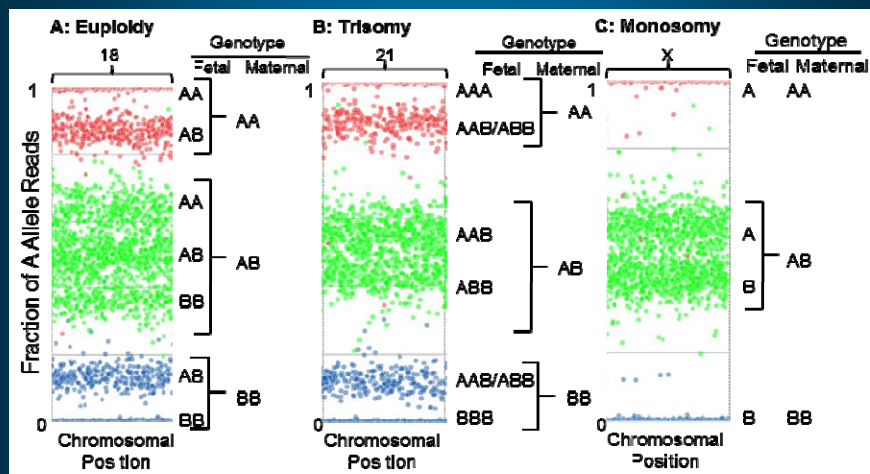 A: Euploidy
18
Genotype
Fetal Maternal
1
AA
AB
AA
AA
AB
BB
AB
AB
BB
BB
0
Fraction of A Allele Reads
Chromosomal
Position
B: Trisomy
21
Genotype
Fetal Maternal
1
AAA
AAB/ABB
AA
AAB
ABB
AB
AAB/ABB
BBB
BB
0
Chromosomal
Position
C: Monosomy
X
Genotype
Fetal Maternal
1
A AA
A
B
AB
B BB
0
Chromosomal
Position